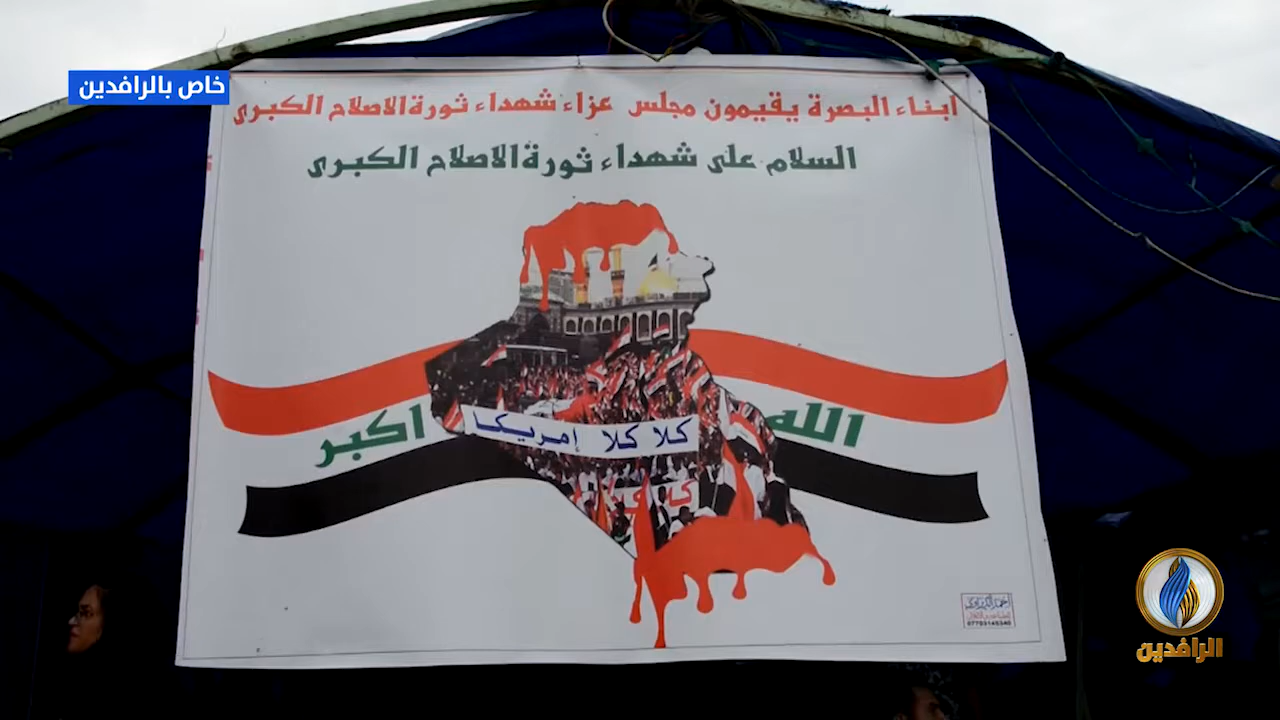 خاص بالرافدين
ابناء البصرة يقيمون مجلس عزاء شهداء ثورة الاصلاح الكبرى
السلام على شهداء ثورة الاصلاح الكبرى
الله اكبر
كلا كلا إمريكا
الرافدين